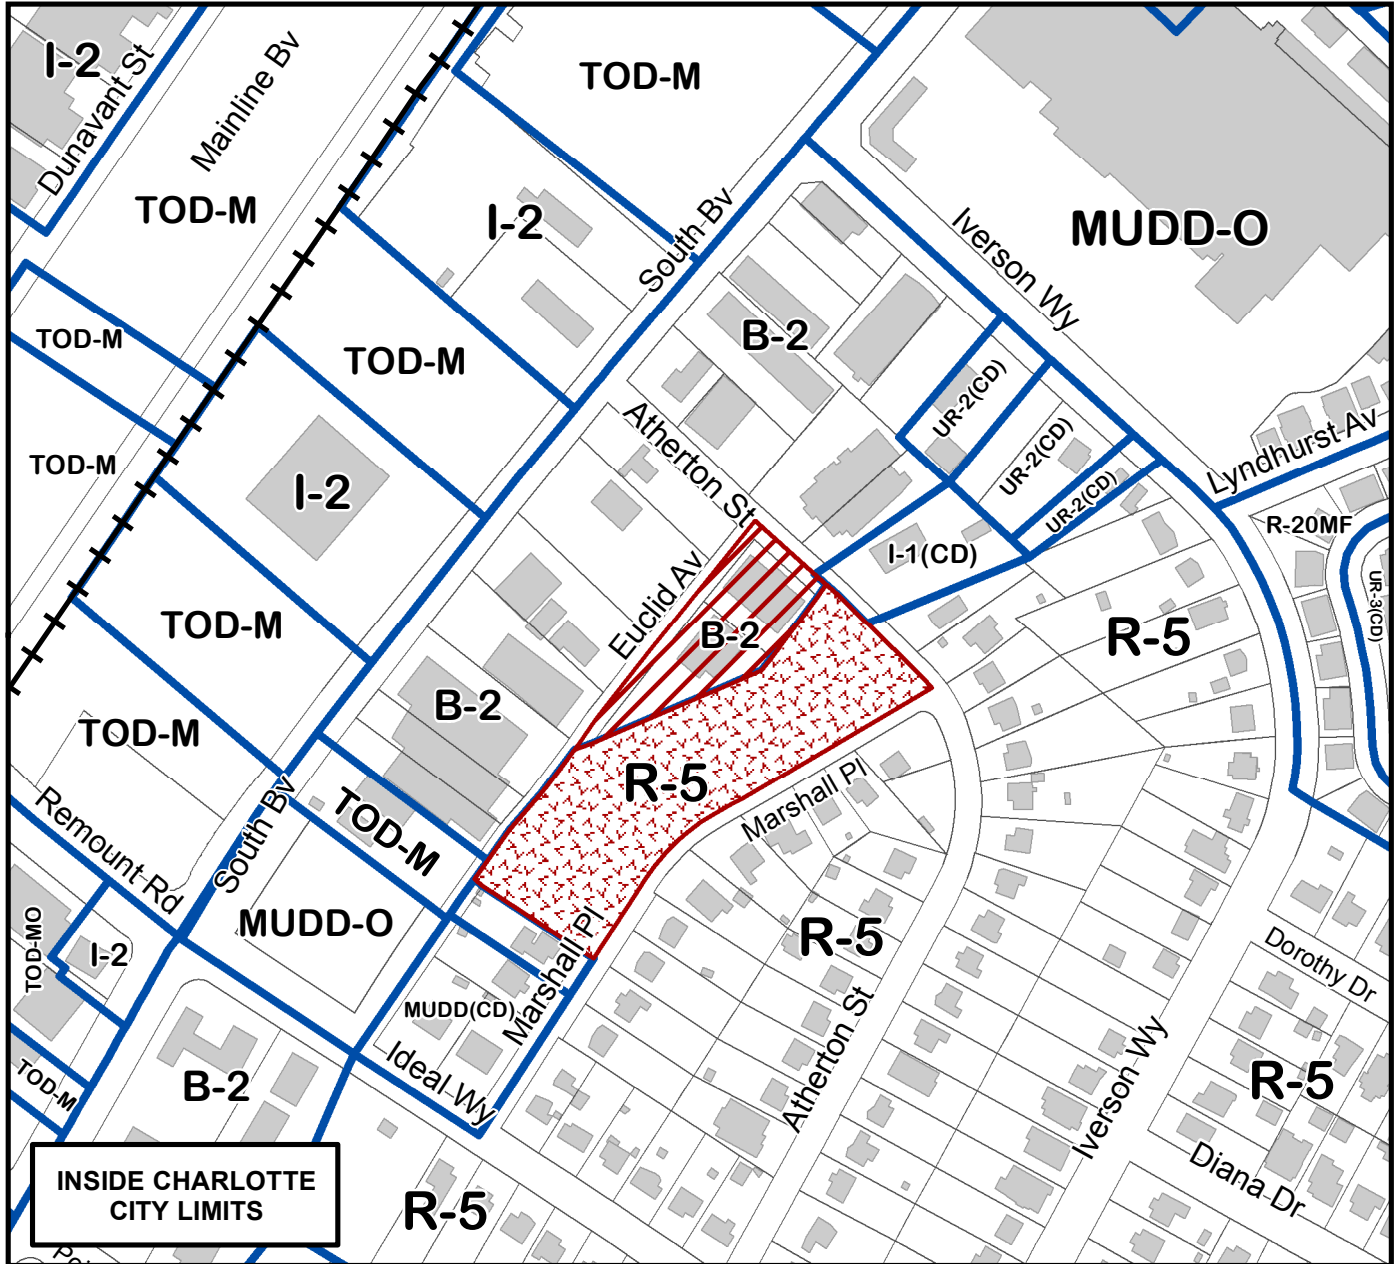 I-2
Dunavant St
Mainline Bv
TOD-M
TOD-M
I-2
South Bv
Iverson Wy
MUDD-O
TOD-M
TOD-M
B-2
UR-2(CD)
UR-2(CD)
UR-2(CD)
Lyndhurst Av
TOD-M
I-2
Atherton St
R-20MF
I-1(CD)
UR-3(CD)
TOD-M
Euclid Av
B-2
R-5
B-2
TOD-M
R-5
Marshall Pl
TOD-M
Remount Rd
South Bv
MUDD-O
R-5
TOD-MO
I-2
Marshall Pl
MUDD(CD)
Dorothy Dr
Atherton St
Iverson Wy
Ideal Wy
TOD-M
B-2
R-5
Diana Dr
INSIDE CHARLOTTE
CITY LIMITS
R-5